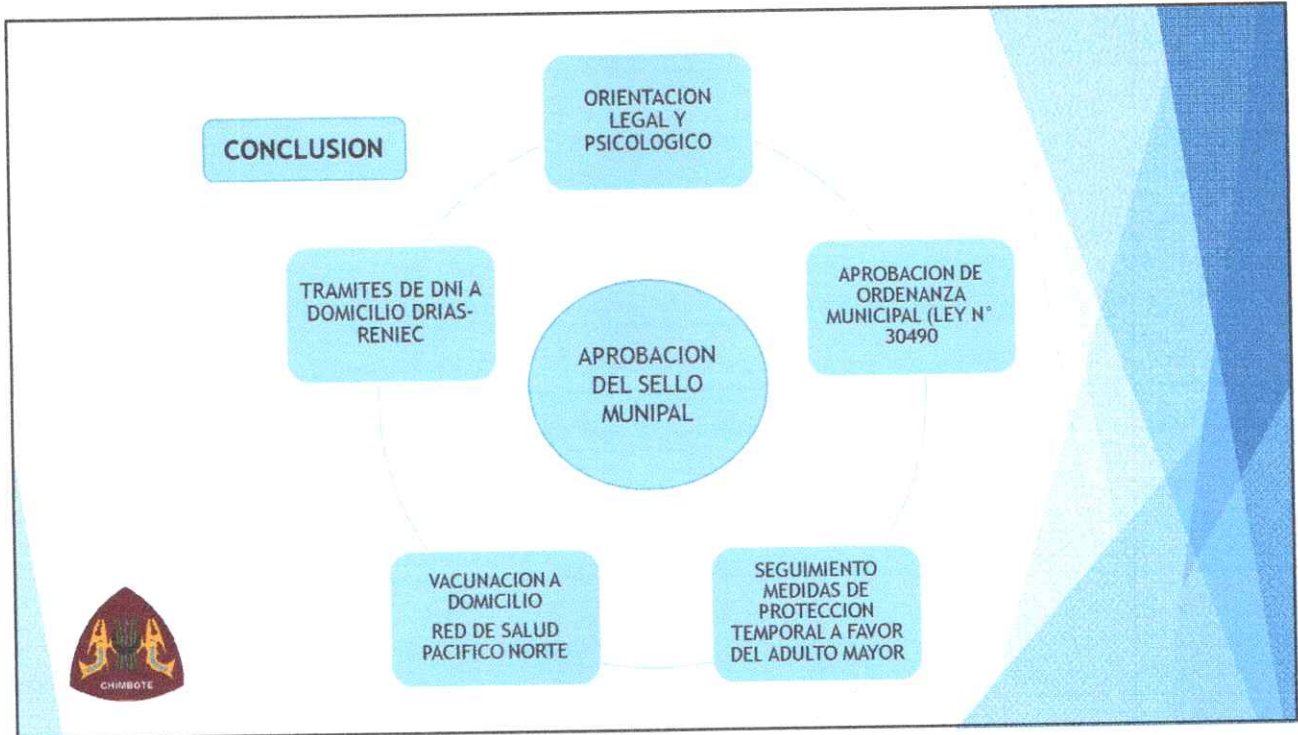 CONCLUSION
ORIENTACION
LEGAL Y
PSICOLOGICO
APROBACION DE
ORDENANZA
MUNICIPAL (LEY N°
30490
SEGUIMIENTO
MEDIDAS DE
PROTECCION
TEMPORAL A FAVOR
DEL ADULTO MAYOR
VACUNACION A
DOMICILIO
RED DE SALUD
PACIFICO NORTE
TRAMITES DE DNI A
DOMICILIO DRIAS-
RENIEC
APROBACION
DEL SELLO
MUNIPAL
CHIMBOTE